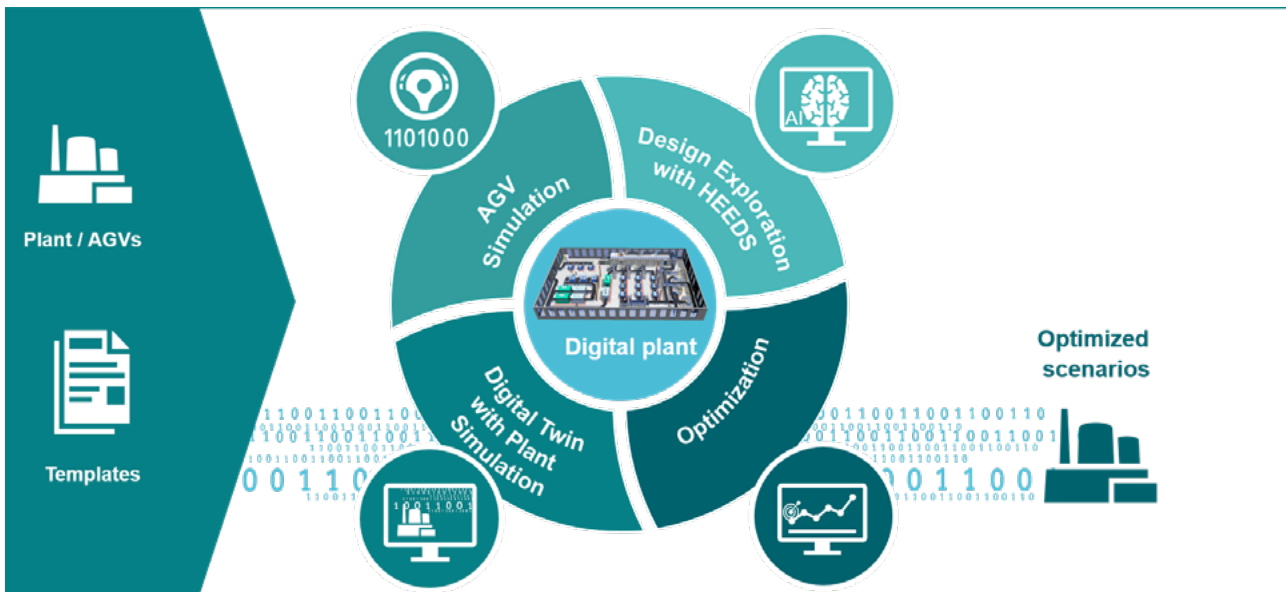 Plant / AGVs
Templates
1101000
AGV
Simulation
AI
Design Exploration
with HEEDS
Digital plant
Digital Twin
with Plant
Simulation
10011001
Optimization
Optimized
scenarios